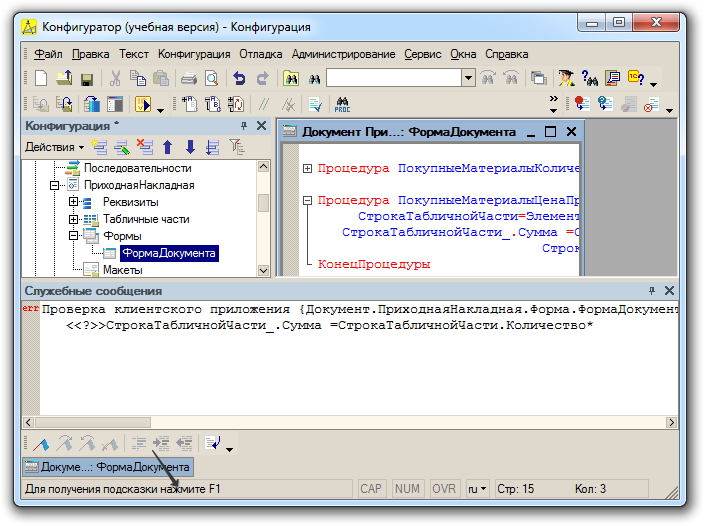 Конфигуратор (учебная версия) - Конфигурация
Файл Правка Текст Конфигурация Отладка Администрирование Сервис Окна Справка
PROC
Конфигурация *
Действия
Последовательности
ПриходнаяНакладная
Реквизиты
Табличные части
Формы
ФормаДокумента
Макеты
Документ При...: ФормаДокумента
Процедура ПокупныеМатериалыКоличе
Процедура ПокупныеМатериалыЦенаПр
СтрокаТабличнойЧасти=Элемент
СтрокаТабличнойЧасти_.Сумма =С
Строк
КонецПроцедуры
Служебные сообщения
err Проверка клиентского приложения {Документ.ПриходнаяНакладная.Форма.ФормаДокумент
<<?>>СтрокаТабличнойЧасти_.Сумма =СтрокаТабличнойЧасти.Количество*
Докуме...: ФормаДокумента
Для получения подсказки нажмите F1 CAP NUM OVR ru Стр: 15 Кол: 3